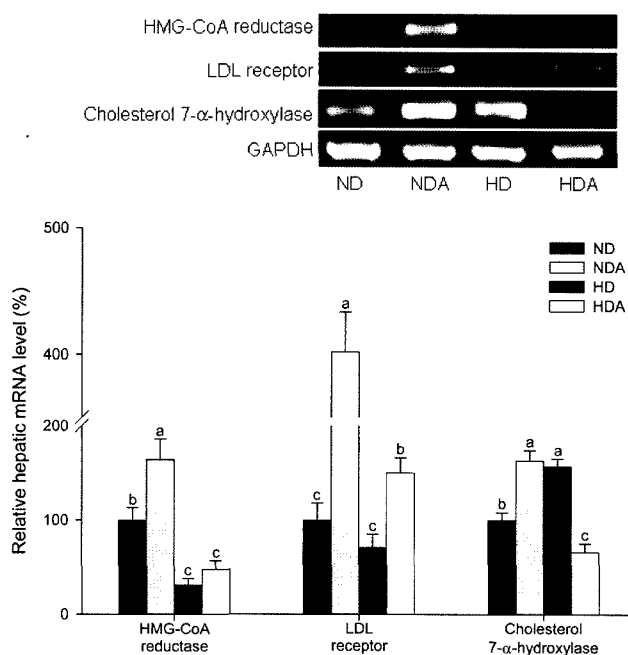 HMG-CoA reductase
LDL receptor
Cholesterol 7-α-hydroxylase
GAPDH
ND NDA HD HDA
500
400
200
100
0
Relative hepatic mRNA level (%)
ND
NDA
HD
HDA
b a c c
c a c b
b a a c
HMG-CoA
reductase
LDL
receptor
Cholesterol
7-α-hydroxylase